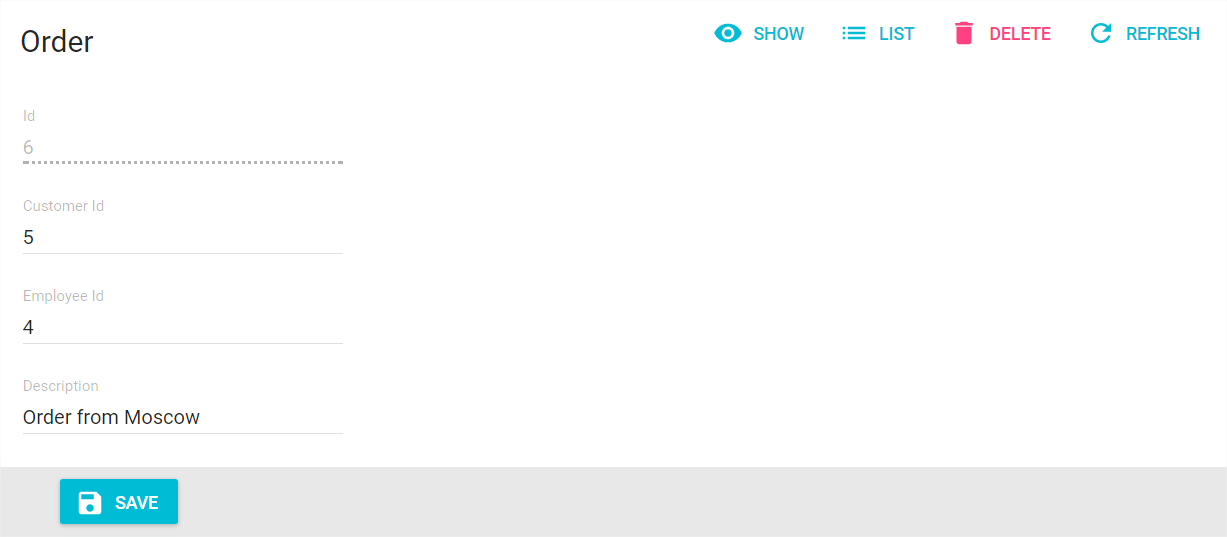 Order
SHOW LIST DELETE REFRESH
Id
6
Customer Id
5
Employee Id
4
Description
Order from Moscow
SAVE